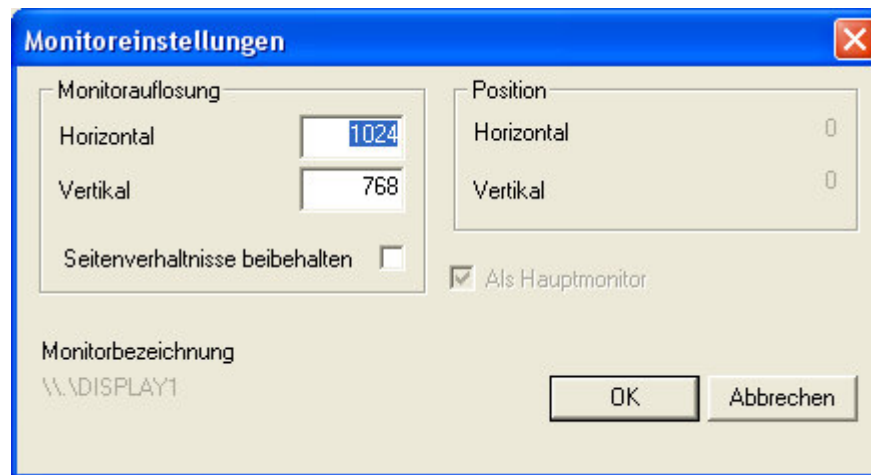 Monitoreinstellungen
Monitorauflosung
Horizontal 1024
Vertikal 768
Seitenverhaltnisse beibehalten
Position
Horizontal 0
Vertikal 0
Als Hauptmonitor
Monitorbezeichnung
\\.\DISPLAY1
OK
Abbrechen